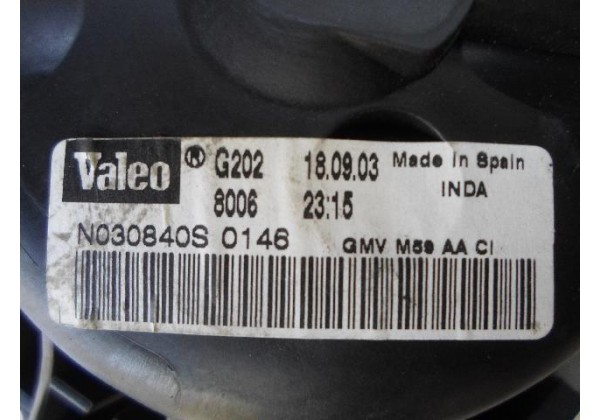 Valeo ® G202 18.09.03 Made In Spain
8006 23:15 INDA
N030840S 0146 GMV M59 AA CI